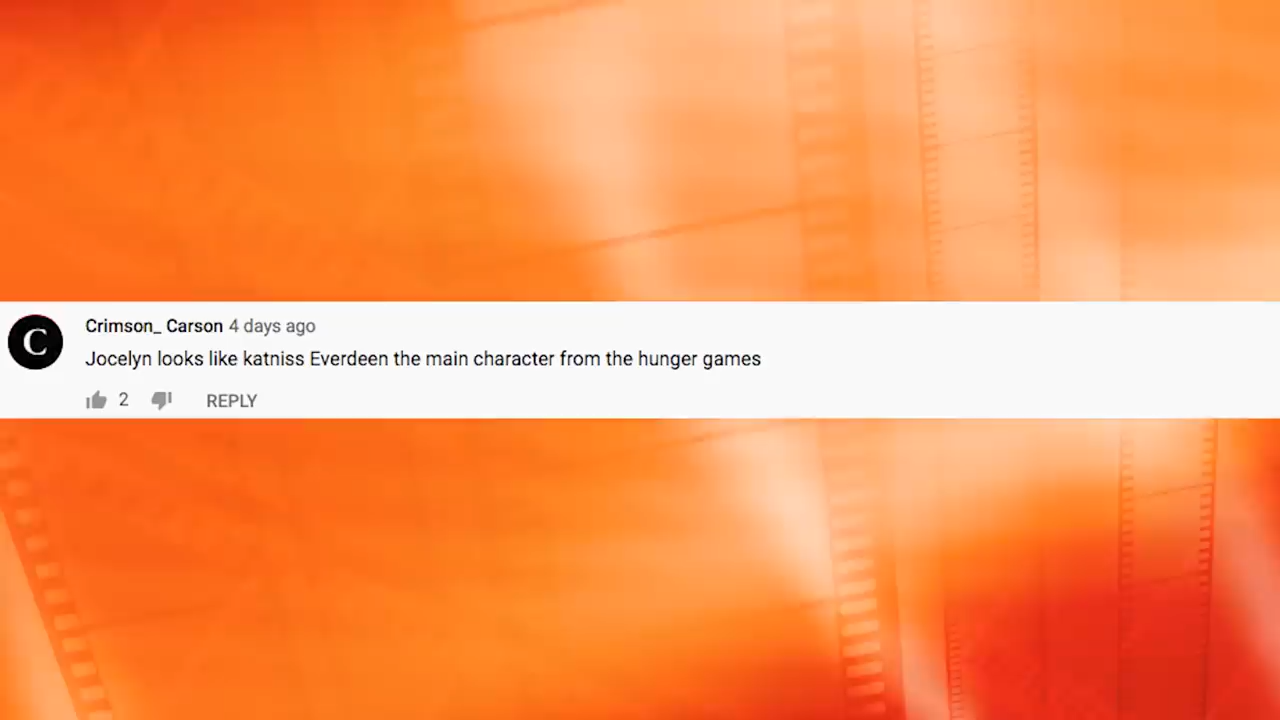 C
Crimson_ Carson 4 days ago
Jocelyn looks like katniss Everdeen the main character from the hunger games
2 REPLY